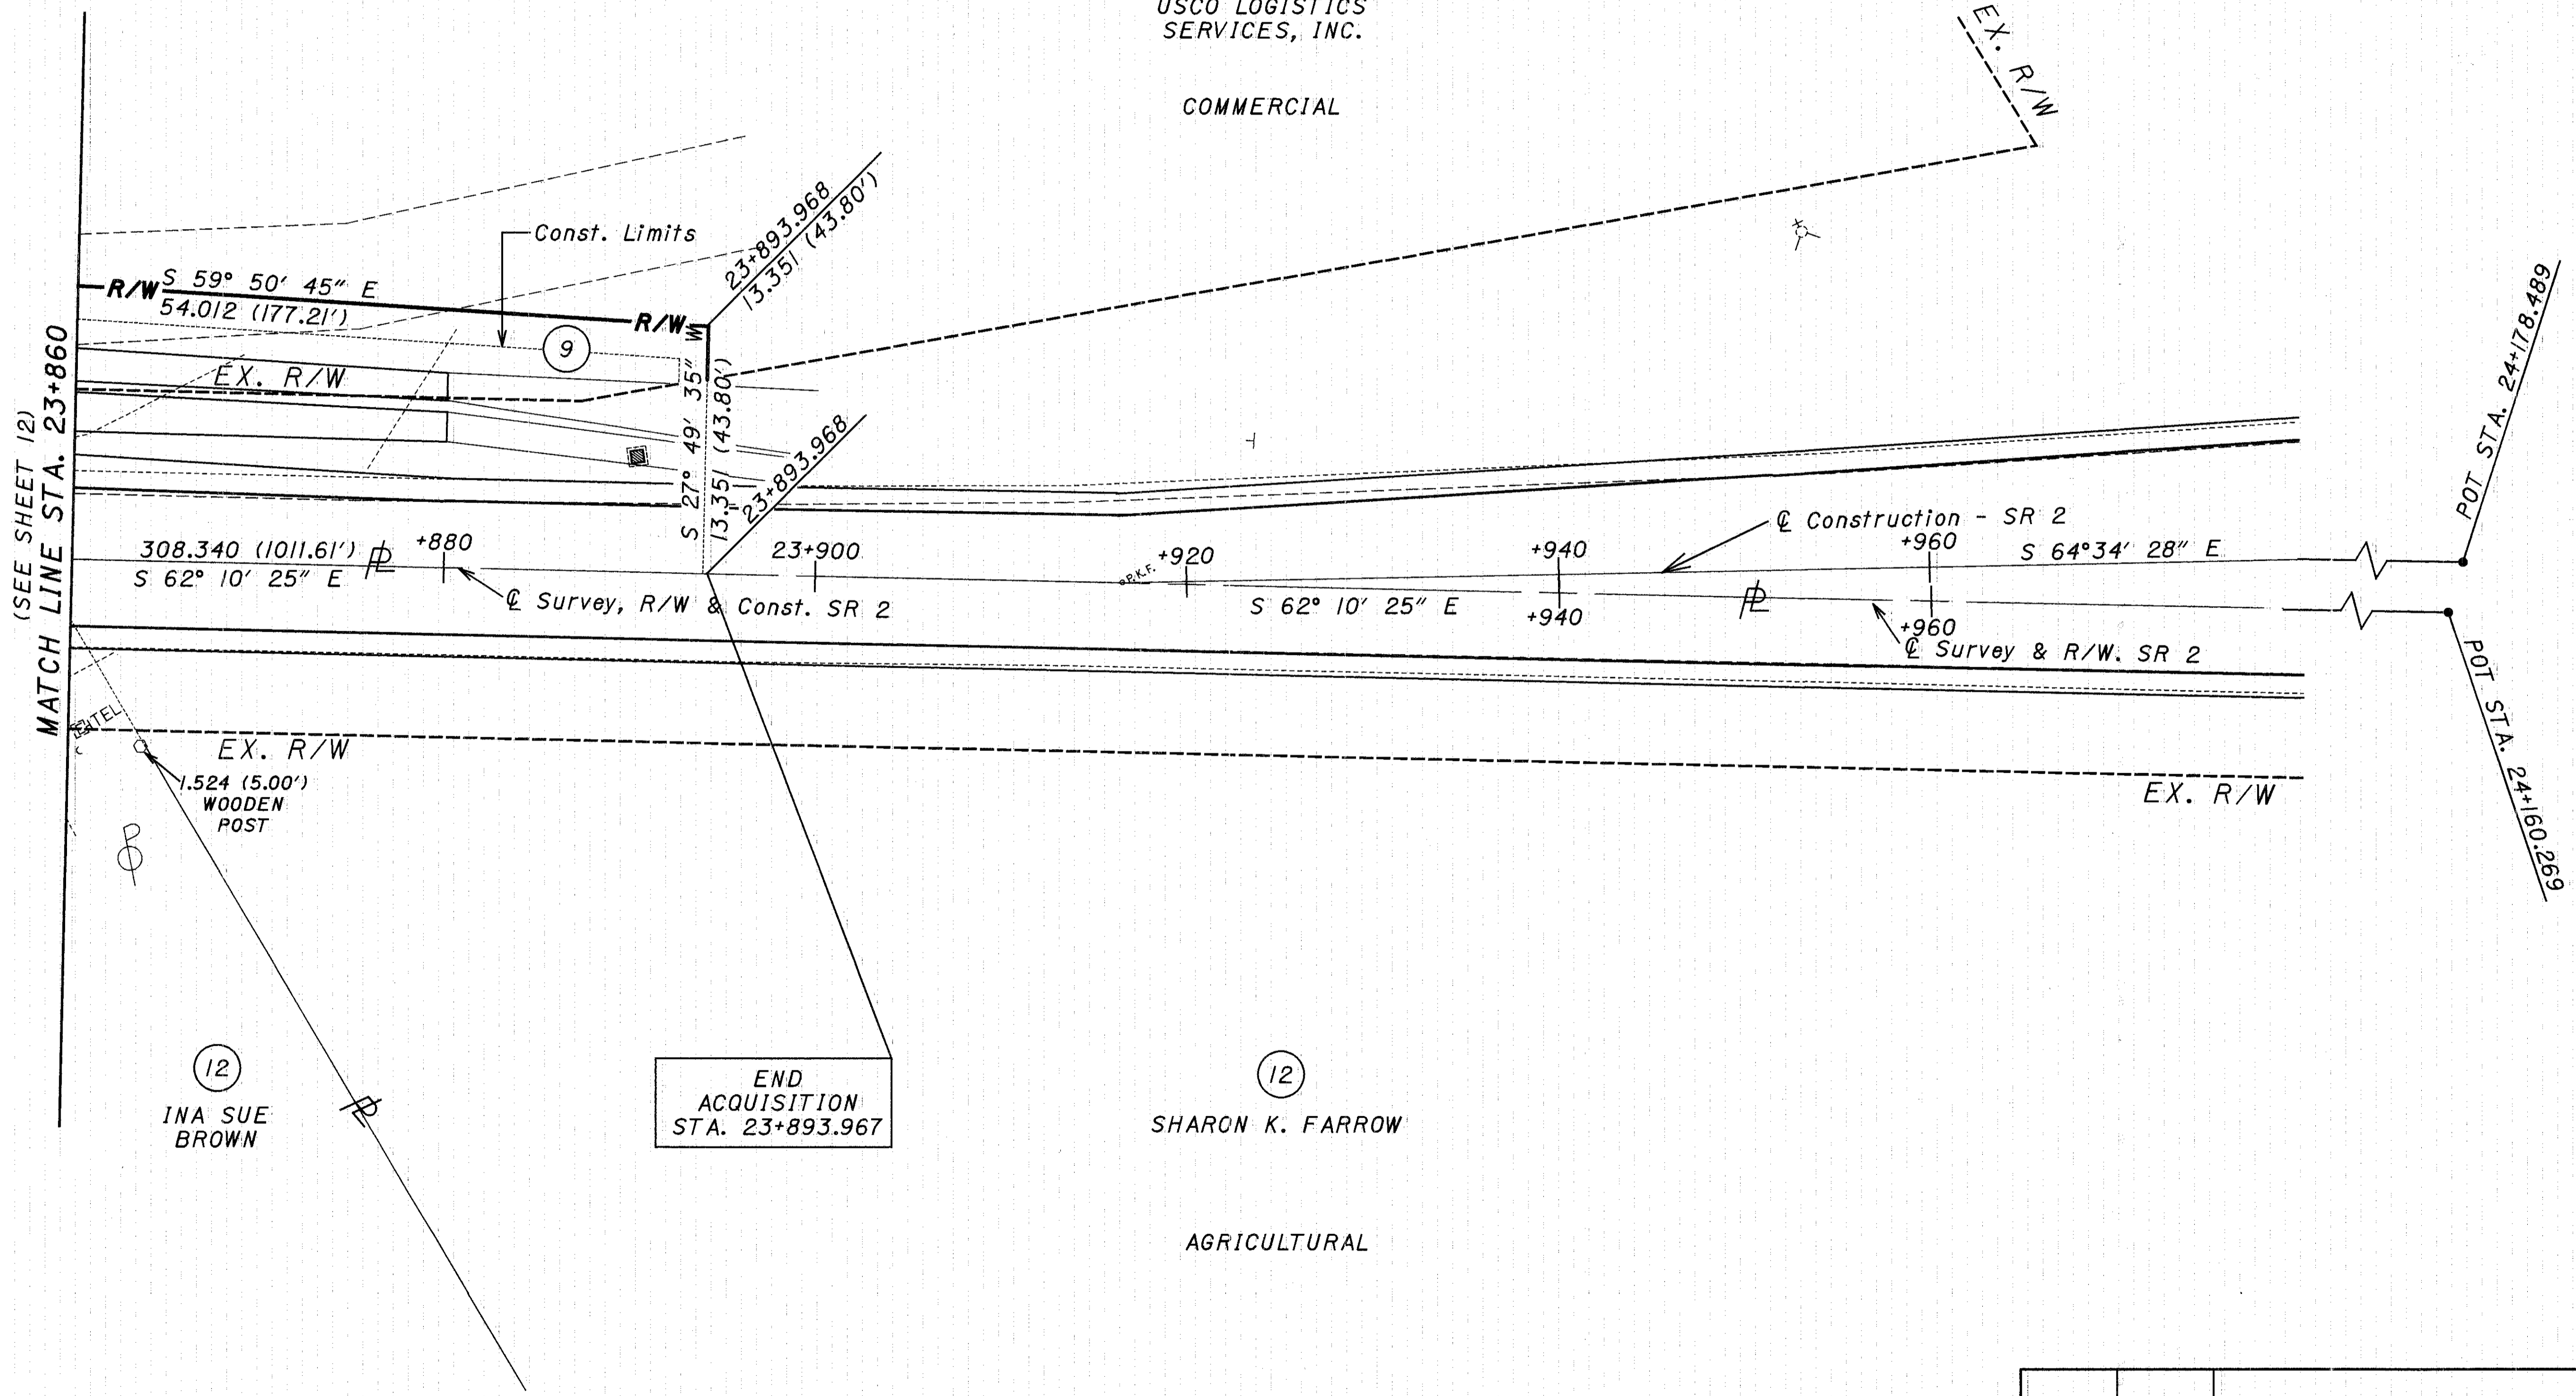 USCO LOGISTICS
SERVICES, INC.
COMMERCIAL
EX. R/W
Const. Limits
23+893.968
13.351 (43.80')
R/W
S 59° 50' 45" E
54.012 (177.21')
R/W
9
EX. R/W
S 27° 49' 35" W
13.351 (43.80')
23+893.968
(SEE SHEET 12)
MATCH LINE STA. 23+860
308.340 (1011.61')
S 62° 10' 25" E
PL
+880
23+900
P.K.F.
+920
+940
℄ Construction - SR 2
+960
S 64°34' 28" E
POT STA. 24+178.489
℄ Survey, R/W & Const. SR 2
S 62° 10' 25" E
+940
PL
+960
℄ Survey & R/W. SR 2
POT STA. 24+160.269
TEL
EX. R/W
1.524 (5.00')
WOODEN
POST
EX. R/W
12
INA SUE
BROWN
PL
END
ACQUISITION
STA. 23+893.967
12
SHARON K. FARROW
AGRICULTURAL